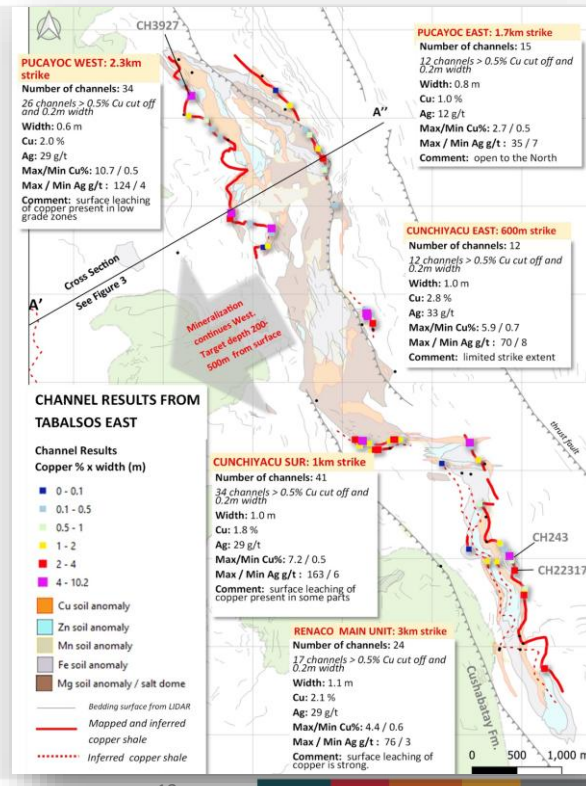 CH3927
PUCAYOC WEST: 2.3km
strike
Number of channels: 34
26 channels > 0.5% Cu cut off
and 0.2m width
Width: 0.6 m
Cu: 2.0 %
Ag: 29 g/t
Max/Min Cu%: 10.7 / 0.5
Max / Min Ag g/t : 124 / 4
Comment: surface leaching
of copper present in low
grade zones
PUCAYOC EAST: 1.7km strike
Number of channels: 15
12 channels > 0.5% Cu cut off and
0.2m width
Width: 0.8 m
Cu: 1.0 %
Ag: 12 g/t
Max/Min Cu%: 2.7 / 0.5
Max / Min Ag g/t : 35 / 7
Comment: open to the North
A''
CUNCHIYACU EAST: 600m strike
Number of channels: 12
12 channels > 0.5% Cu cut off and
0.2m width
Width: 1.0 m
Cu: 2.8 %
Ag: 33 g/t
Max/Min Cu%: 5.9 / 0.7
Max / Min Ag g/t : 70 / 8
Comment: limited strike extent
Cross Section
See Figure 3
A'
Mineralization
continues West.
Target depth 200-
500m from surface
thrust fault
CHANNEL RESULTS FROM
TABALSOS EAST
Channel Results
Copper % x width (m)
0 - 0.1
0.1 - 0.5
0.5 - 1
1 - 2
2 - 4
4 - 10.2
Cu soil anomaly
Zn soil anomaly
Mn soil anomaly
Fe soil anomaly
Mg soil anomaly / salt dome
Bedding surface from LIDAR
Mapped and inferred
copper shale
Inferred copper shale
CUNCHIYACU SUR: 1km strike
Number of channels: 41
34 channels > 0.5% Cu cut off and
0.2m width
Width: 1.0 m
Cu: 1.8 %
Ag: 29 g/t
Max/Min Cu%: 7.2 / 0.5
Max / Min Ag g/t : 163 / 6
Comment: surface leaching of
copper present in some parts
CH243
CH22317
RENACO MAIN UNIT: 3km strike
Number of channels: 24
17 channels > 0.5% Cu cut off and
0.2m width
Width: 1.1 m
Cu: 2.1 %
Ag: 29 g/t
Max/Min Cu%: 4.4 / 0.6
Max / Min Ag g/t : 76 / 3
Comment: surface leaching of
copper is strong.
Cushabatay Fm.
0 500 1,000 m